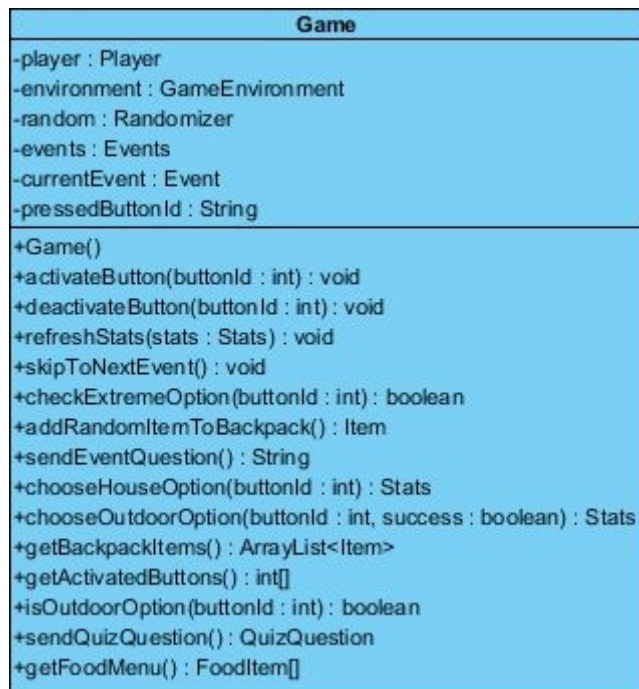 Game
-player : Player
-environment : GameEnvironment
-random : Randomizer
-events : Events
-currentEvent : Event
-pressedButtonId : String
+Game()
+activateButton(buttonId : int) : void
+deactivateButton(buttonId : int) : void
+refreshStats(stats : Stats) : void
+skipToNextEvent() : void
+checkExtremeOption(buttonId : int) : boolean
+addRandomItemToBackpack() : Item
+sendEventQuestion() : String
+chooseHouseOption(buttonId : int) : Stats
+chooseOutdoorOption(buttonId : int, success : boolean) : Stats
+getBackpackItems() : ArrayList<Item>
+getActivatedButtons() : int[]
+isOutdoorOption(buttonId : int) : boolean
+sendQuizQuestion() : QuizQuestion
+getFoodMenu() : FoodItem[]